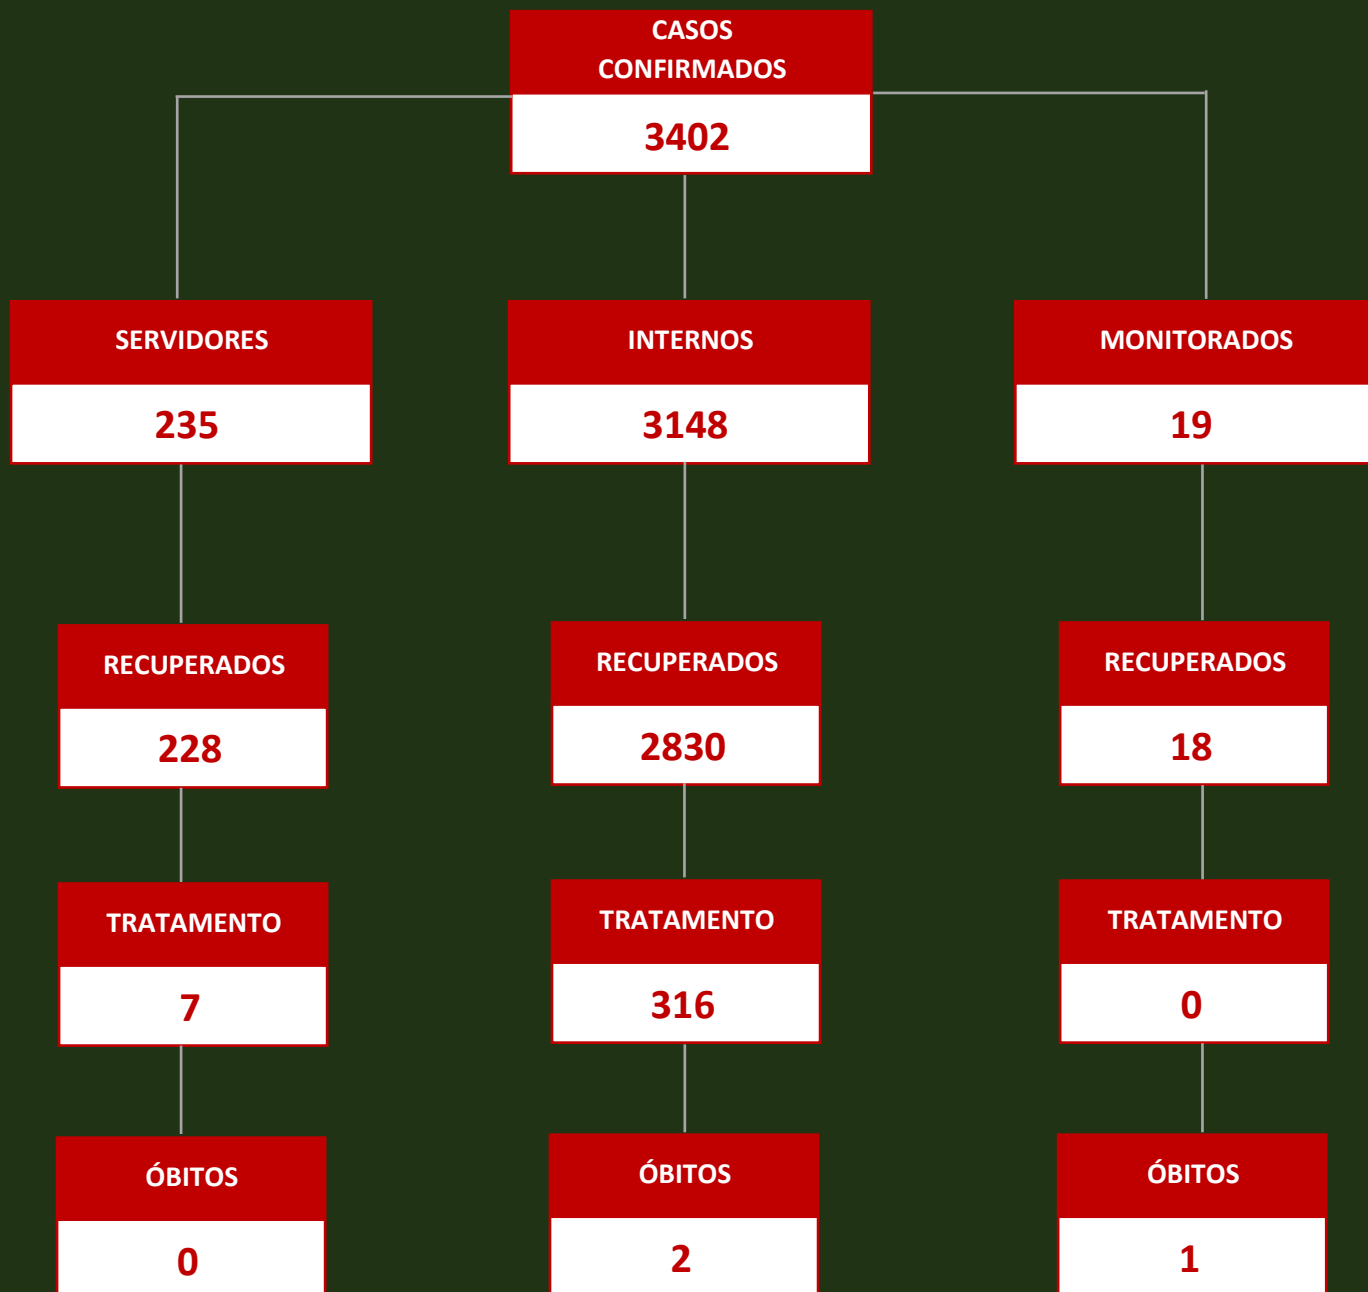 CASOS
CONFIRMADOS
3402
SERVIDORES
235
INTERNOS
3148
MONITORADOS
19
RECUPERADOS
228
RECUPERADOS
2830
RECUPERADOS
18
TRATAMENTO
7
TRATAMENTO
316
TRATAMENTO
0
ÓBITOS
0
ÓBITOS
2
ÓBITOS
1